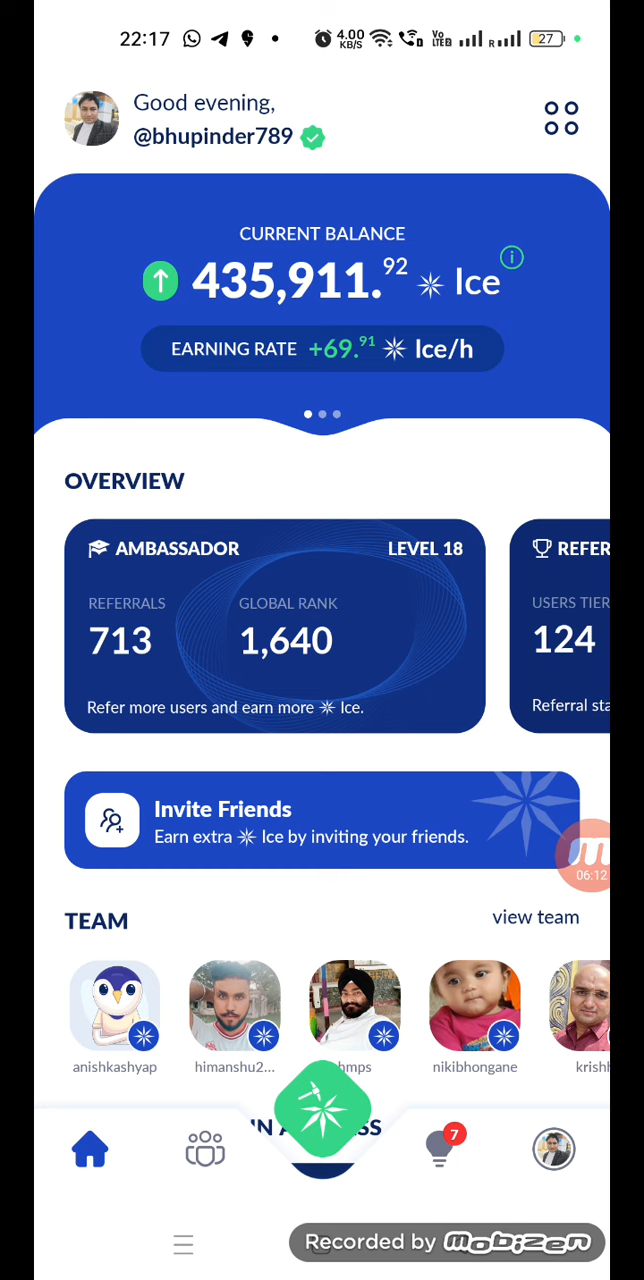 22:17 4.00 KB/S Vo LTE2 R 27
Good evening,
@bhupinder789
CURRENT BALANCE
435,911.92 Ice
EARNING RATE +69.91 Ice/h
OVERVIEW
AMBASSADOR LEVEL 18
REFERRALS GLOBAL RANK
713 1,640
Refer more users and earn more Ice.
REFER
USERS TIER
124
Referral sta
Invite Friends
Earn extra Ice by inviting your friends.
06:12
TEAM view team
anishkashyap himanshu2... hmps nikibhongane krish
7
Recorded by mobizen